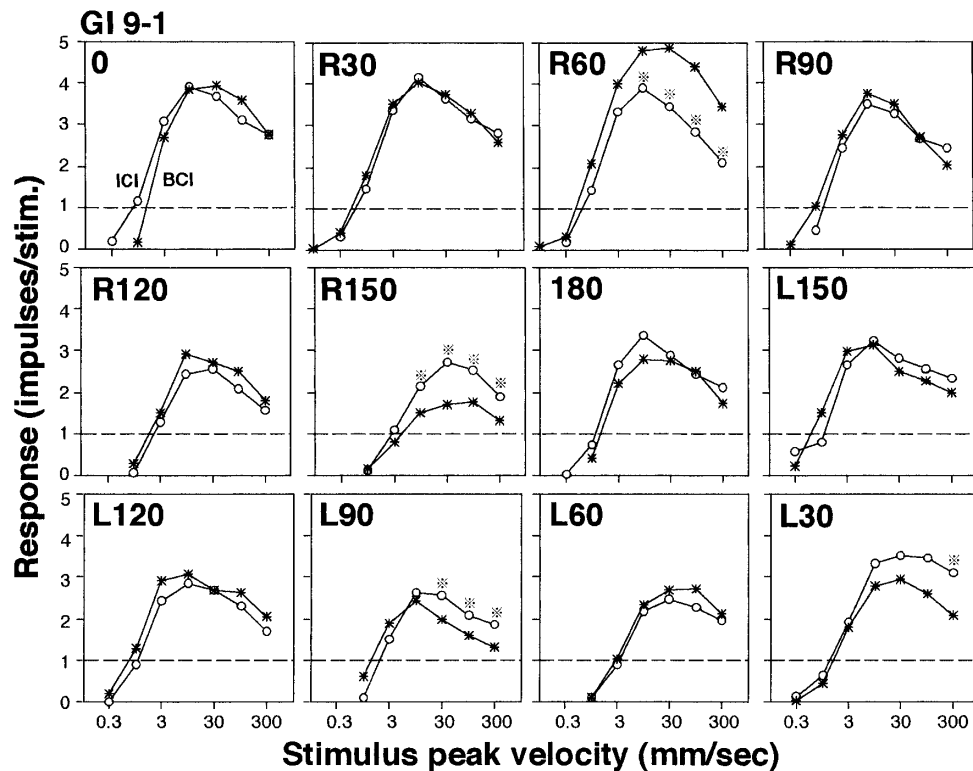 GI 9-1
Response (impulses/stim.)
0
R30
R60
R90
5
4
3
2
1
0
ICI
BCI
※
※
※
※
R120
R150
180
L150
5
4
3
2
1
0
※
※
※
※
L120
L90
L60
L30
5
4
3
2
1
0
※
※
※
※
0.3 3 30 300
0.3 3 30 300
0.3 3 30 300
0.3 3 30 300
Stimulus peak velocity (mm/sec)